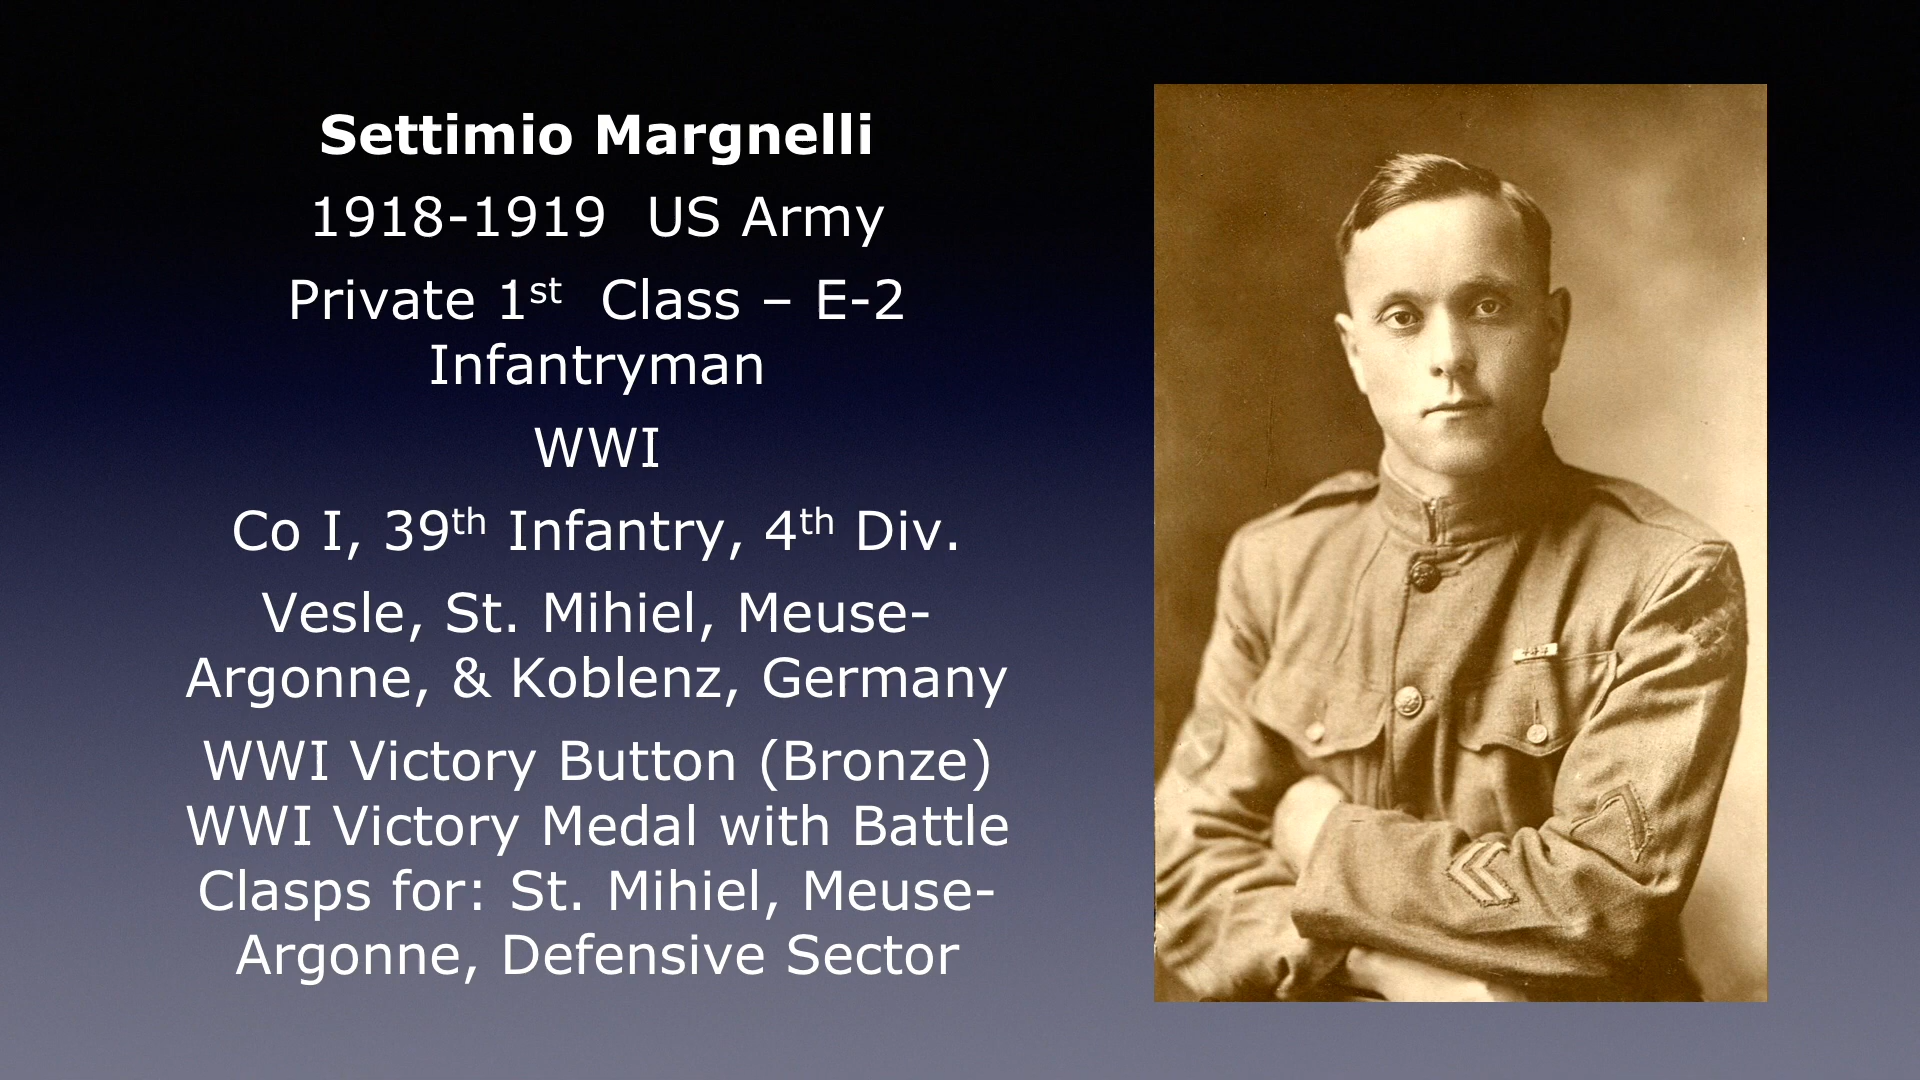 Settimio Margnelli
1918-1919 US Army
Private 1st Class – E-2
Infantryman
WWI
Co I, 39th Infantry, 4th Div.
Vesle, St. Mihiel, Meuse-
Argonne, & Koblenz, Germany
WWI Victory Button (Bronze)
WWI Victory Medal with Battle
Clasps for: St. Mihiel, Meuse-
Argonne, Defensive Sector